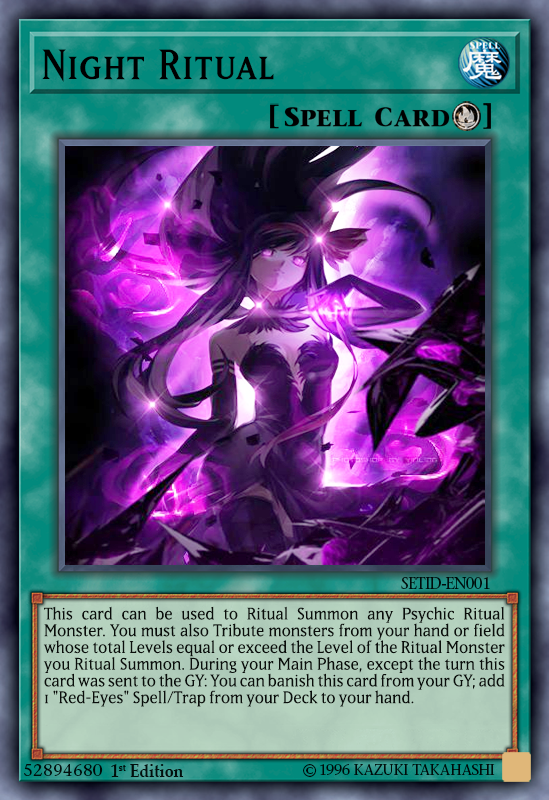 Night Ritual
SPELL
魔
[Spell Card]
PHOTOSHOP BY
SETID-EN001
This card can be used to Ritual Summon any Psychic Ritual
Monster. You must also Tribute monsters from your hand or field
whose total Levels equal or exceed the Level of the Ritual Monster
you Ritual Summon. During your Main Phase, except the turn this
card was sent to the GY: You can banish this card from your GY; add
1 "Red-Eyes" Spell/Trap from your Deck to your hand.
52894680 1st Edition © 1996 KAZUKI TAKAHASHI